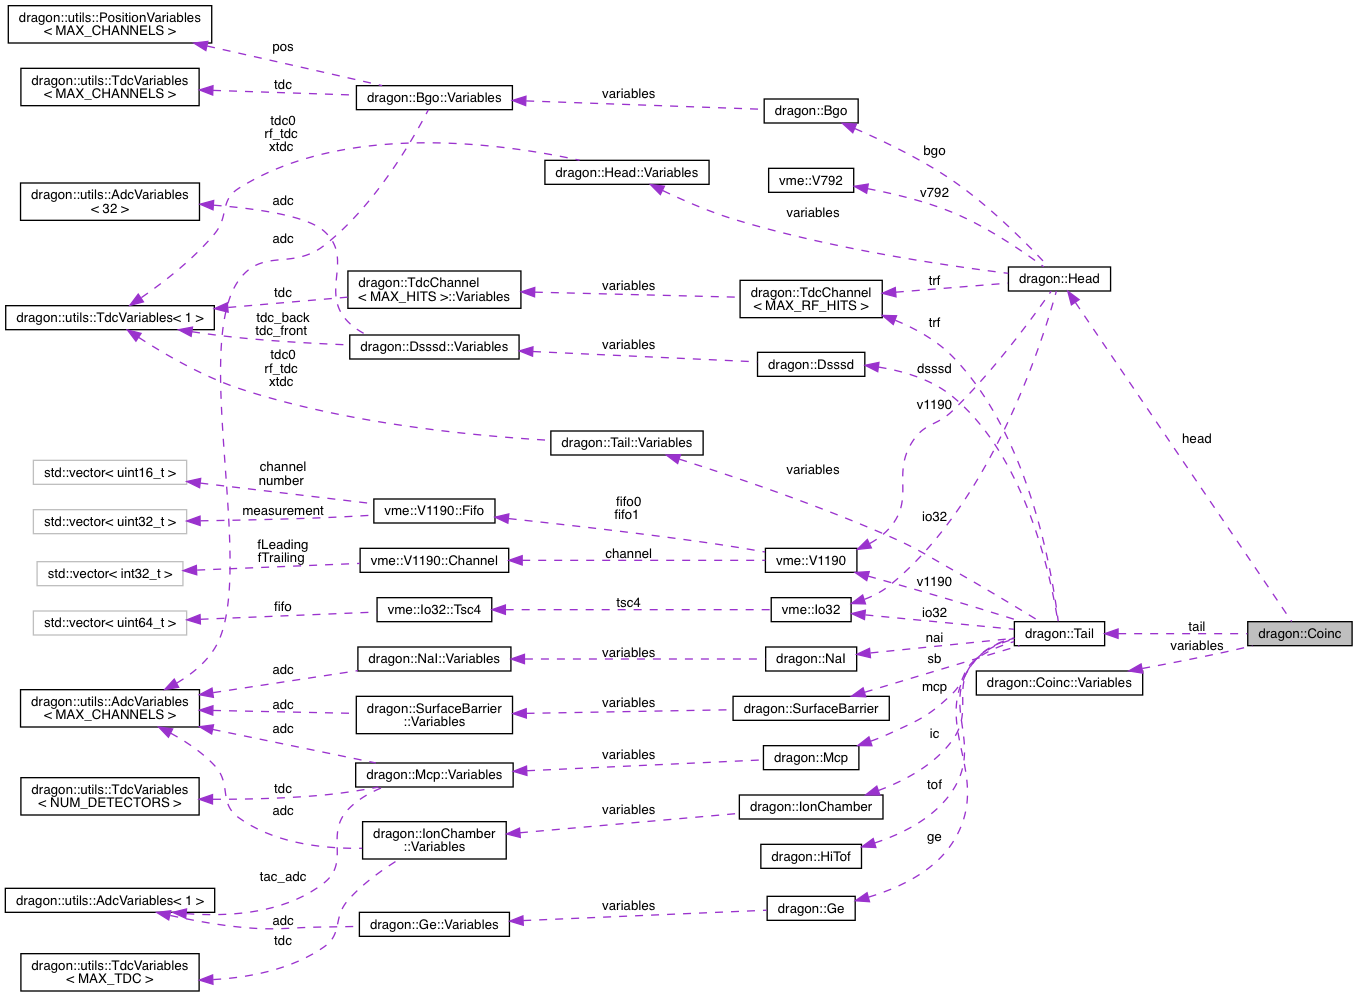 dragon::utils::PositionVariables
< MAX_CHANNELS >
pos
dragon::utils::TdcVariables
< MAX_CHANNELS >
tdc
dragon::Bgo::Variables
variables
dragon::Bgo
tdc0
rf_tdc
xtdc
bgo
dragon::Head::Variables
vme::V792
v792
dragon::utils::AdcVariables
< 32 >
adc
variables
adc
dragon::Head
dragon::TdcChannel
< MAX_HITS >::Variables
variables
dragon::TdcChannel
< MAX_RF_HITS >
trf
tdc
dragon::utils::TdcVariables< 1 >
tdc_back
tdc_front
trf
dragon::Dsssd::Variables
variables
dragon::Dsssd
dsssd
tdc0
rf_tdc
xtdc
v1190
dragon::Tail::Variables
head
variables
std::vector< uint16_t >
channel
number
vme::V1190::Fifo
fifo0
fifo1
io32
std::vector< uint32_t >
measurement
fLeading
fTrailing
std::vector< int32_t >
vme::V1190::Channel
channel
vme::V1190
v1190
std::vector< uint64_t >
fifo
vme::Io32::Tsc4
tsc4
vme::Io32
io32
dragon::Tail
tail
dragon::Coinc
variables
nai
dragon::NaI::Variables
variables
dragon::NaI
sb
adc
dragon::Coinc::Variables
mcp
dragon::utils::AdcVariables
< MAX_CHANNELS >
adc
dragon::SurfaceBarrier
::Variables
variables
dragon::SurfaceBarrier
adc
ic
dragon::Mcp::Variables
variables
dragon::Mcp
dragon::utils::TdcVariables
< NUM_DETECTORS >
tdc
adc
tof
dragon::IonChamber
::Variables
variables
dragon::IonChamber
ge
dragon::HiTof
tac_adc
dragon::utils::AdcVariables< 1 >
adc
dragon::Ge::Variables
variables
dragon::Ge
tdc
dragon::utils::TdcVariables
< MAX_TDC >